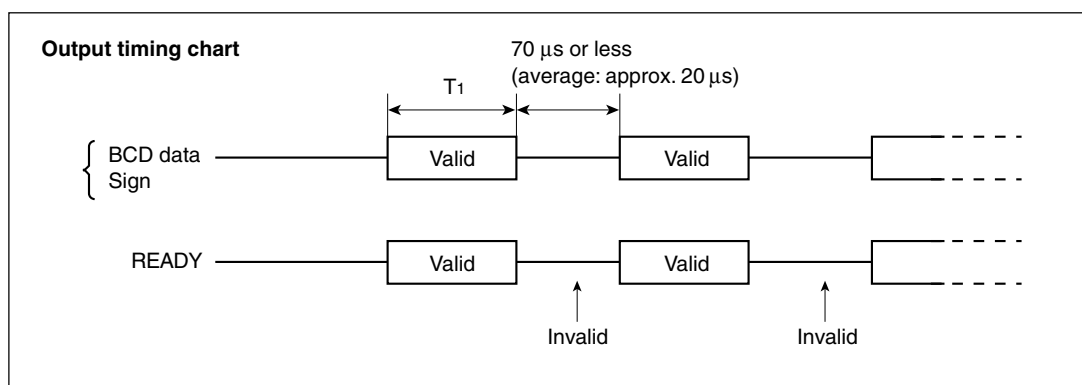 Output timing chart
70 μs or less
(average: approx. 20 μs)
T1
BCD data
Sign
Valid
Valid
READY
Valid
Valid
Invalid
Invalid